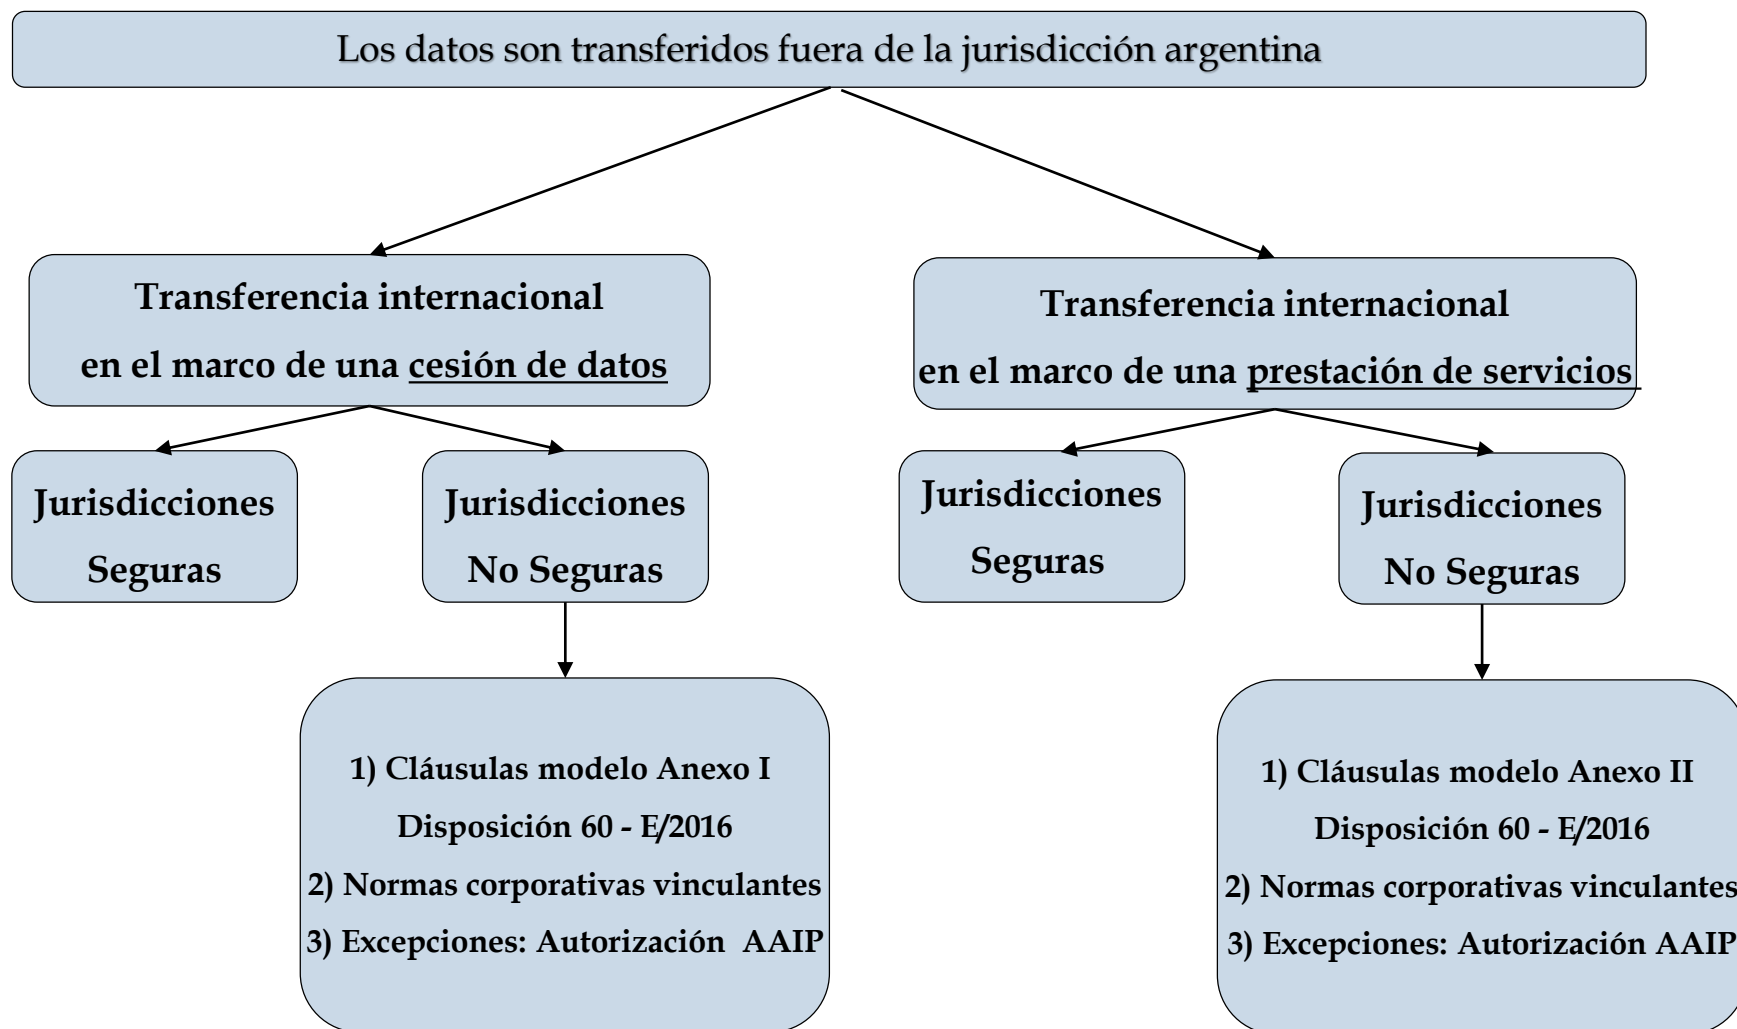 Los datos son transferidos fuera de la jurisdicción argentina
Transferencia internacional
en el marco de una cesión de datos
Transferencia internacional
en el marco de una prestación de servicios
Jurisdicciones
Seguras
Jurisdicciones
No Seguras
Jurisdicciones
Seguras
Jurisdicciones
No Seguras
1) Cláusulas modelo Anexo I
Disposición 60 - E/2016
2) Normas corporativas vinculantes
3) Excepciones: Autorización AAIP
1) Cláusulas modelo Anexo II
Disposición 60 - E/2016
2) Normas corporativas vinculantes
3) Excepciones: Autorización AAIP